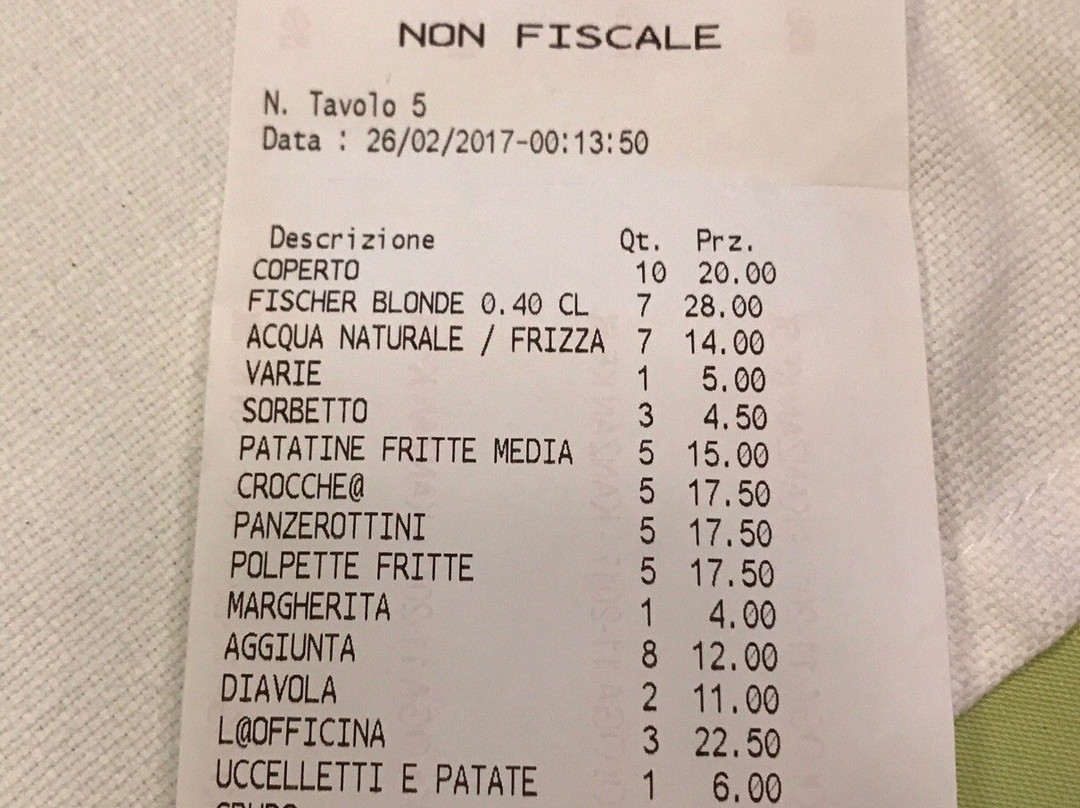 NON FISCALE
N. Tavolo 5
Data : 26/02/2017-00:13:50
Descrizione Qt. Prz.
COPERTO 10 20.00
FISCHER BLONDE 0.40 CL 7 28.00
ACQUA NATURALE / FRIZZA 7 14.00
VARIE 1 5.00
SORBETTO 3 4.50
PATATINE FRITTE MEDIA 5 15.00
CROCCHE@ 5 17.50
PANZEROTTINI 5 17.50
POLPETTE FRITTE 5 17.50
MARGHERITA 1 4.00
AGGIUNTA 8 12.00
DIAVOLA 2 11.00
L@OFFICINA 3 22.50
UCCELLETTI E PATATE 1 6.00